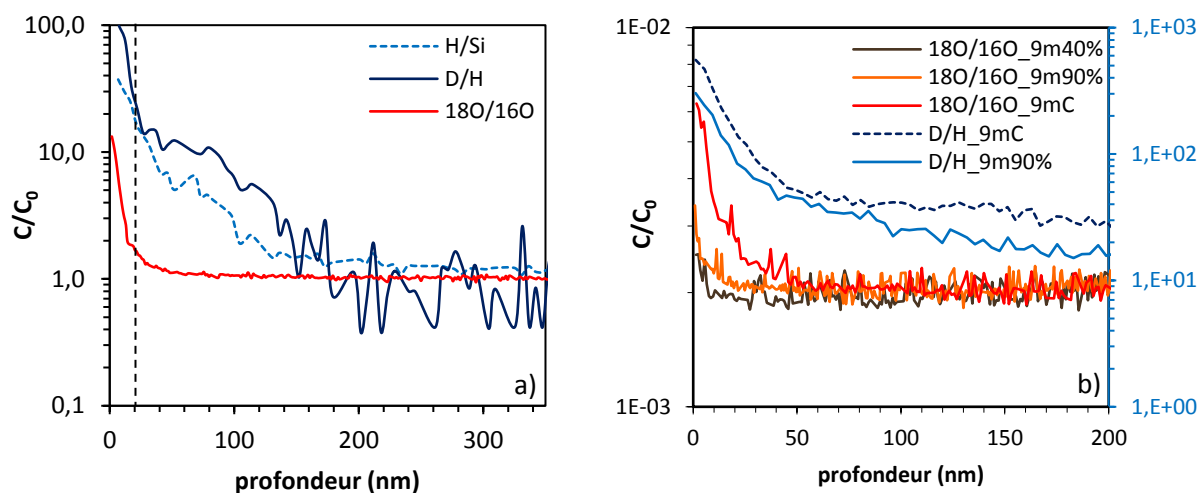 100,0
10,0
1,0
0,1
C/C0
0
100
200
300
profondeur (nm)
H/Si
D/H
18O/16O
a)
1E-02
1E-03
C/C0
0
50
100
150
200
profondeur (nm)
18O/16O_9m40%
18O/16O_9m90%
18O/16O_9mC
D/H_9mC
D/H_9m90%
1,E+03
1,E+02
1,E+01
1,E+00
b)